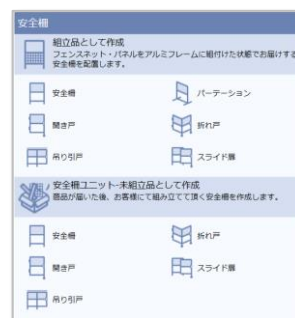 安全柵
組立品として作成
フェンスネット・パネルをアルミフレームに組付けた状態でお届けする
安全柵を配置します。
安全柵
パーテーション
開き戸
折れ戸
吊り引戸
スライド扉
安全柵ユニット-未組立品として作成
商品が届いた後、お客様にて組み立てて頂く安全柵を作成します。
安全柵
折れ戸
開き戸
スライド扉
吊り引戸